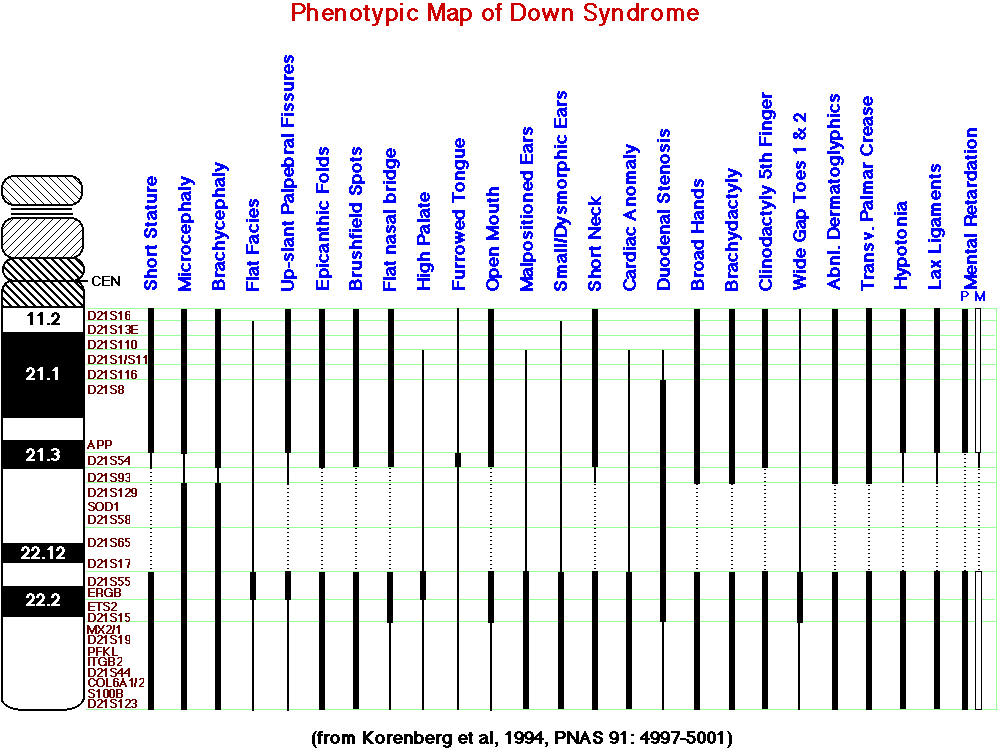 Phenotypic Map of Down Syndrome
Short Stature
Microcephaly
Brachycephaly
Flat Facies
Up-slant Palpebral Fissures
Epicanthic Folds
Brushfield Spots
Flat nasal bridge
High Palate
Furrowed Tongue
Open Mouth
Malpositioned Ears
Small/Dysmorphic Ears
Short Neck
Cardiac Anomaly
Duodenal Stenosis
Broad Hands
Brachydactyly
Clinodactyly 5th Finger
Wide Gap Toes 1 & 2
Abnl. Dermatoglyphics
Transv. Palmar Crease
Hypotonia
Lax Ligaments
Mental Retardation
P M
CEN
11.2
21.1
21.3
22.12
22.2
D21S16
D21S13E
D21S110
D21S1/S11
D21S116
D21S8
APP
D21S54
D21S93
D21S129
SOD1
D21S58
D21S65
D21S17
D21S55
ERGB
ETS2
D21S15
MX2/1
D21S19
PFKL
ITGB2
D21S44
COL6A1/2
S100B
D21S123
(from Korenberg et al, 1994, PNAS 91: 4997-5001)